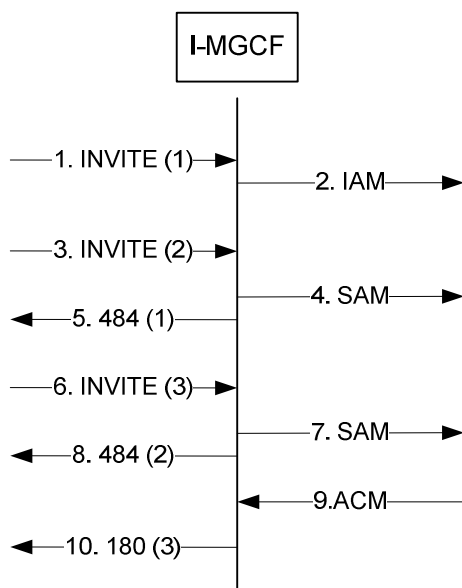 I-MGCF
1. INVITE (1)
2. IAM
3. INVITE (2)
4. SAM
5. 484 (1)
6. INVITE (3)
7. SAM
8. 484 (2)
9.ACM
10. 180 (3)